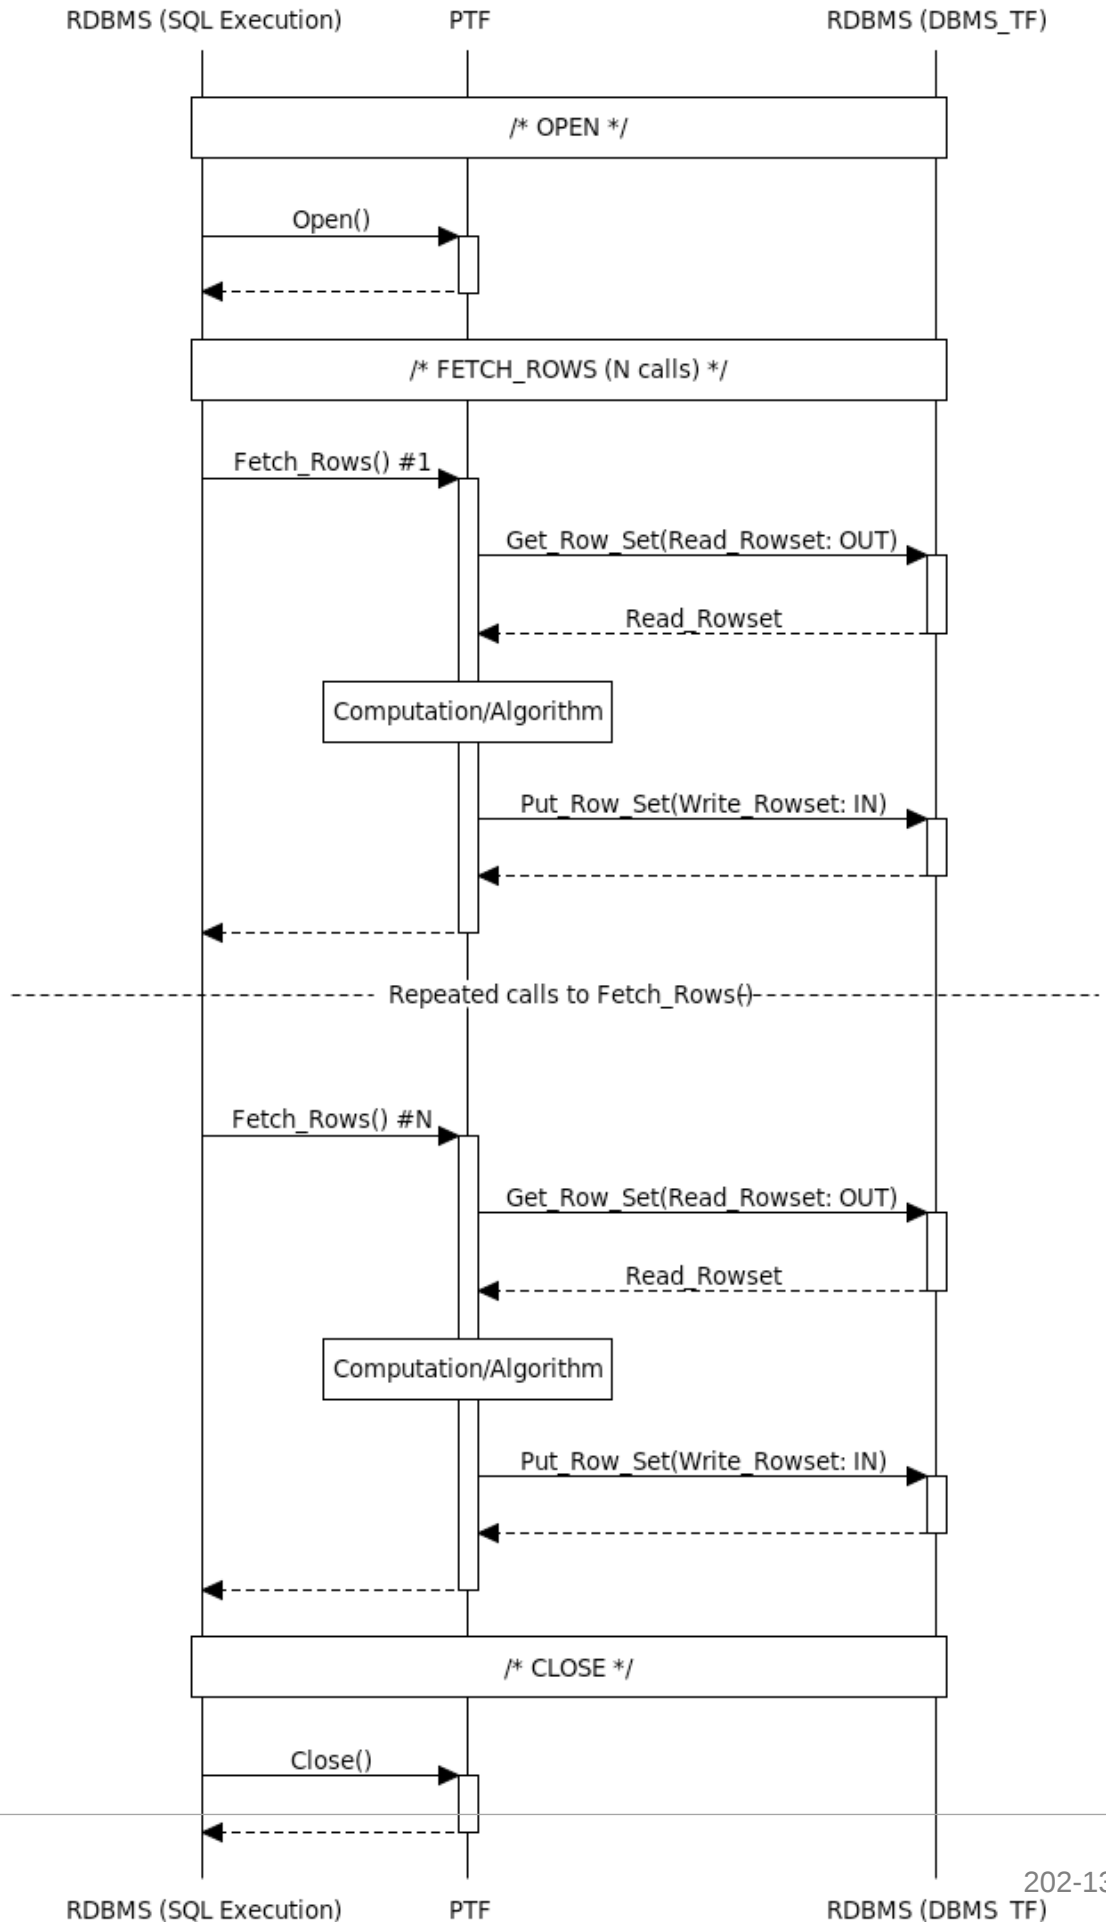 RDBMS (SQL Execution) PTF RDBMS (DBMS_TF)
/* OPEN */
Open()
/* FETCH_ROWS (N calls) */
Fetch_Rows() #1
Get_Row_Set(Read_Rowset: OUT)
Read_Rowset
Computation/Algorithm
Put_Row_Set(Write_Rowset: IN)
Repeated calls to Fetch_Rows()
Fetch_Rows() #N
Get_Row_Set(Read_Rowset: OUT)
Read_Rowset
Computation/Algorithm
Put_Row_Set(Write_Rowset: IN)
/* CLOSE */
Close()
202-13
RDBMS (SQL Execution) PTF RDBMS (DBMS_TF)